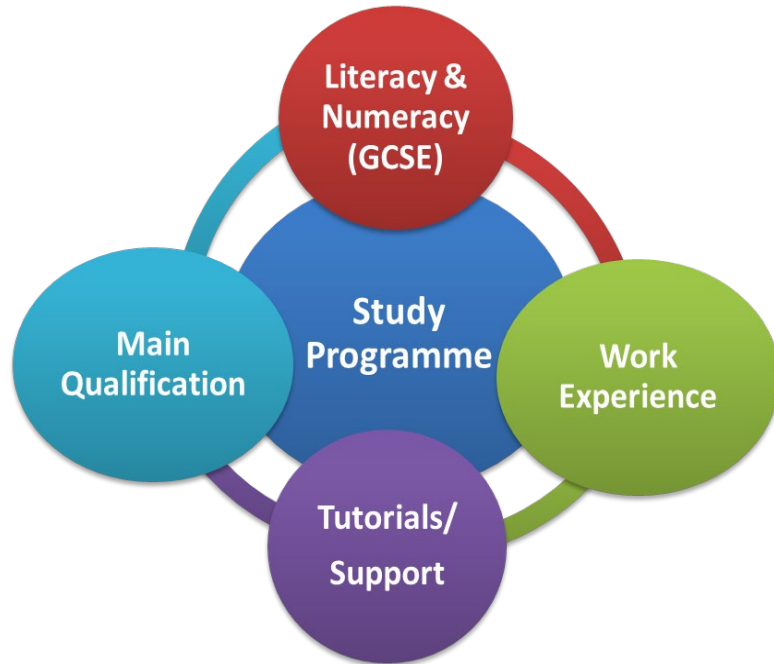 Literacy &
Numeracy
(GCSE)
Study
Programme
Main
Qualification
Work
Experience
Tutorials/
Support